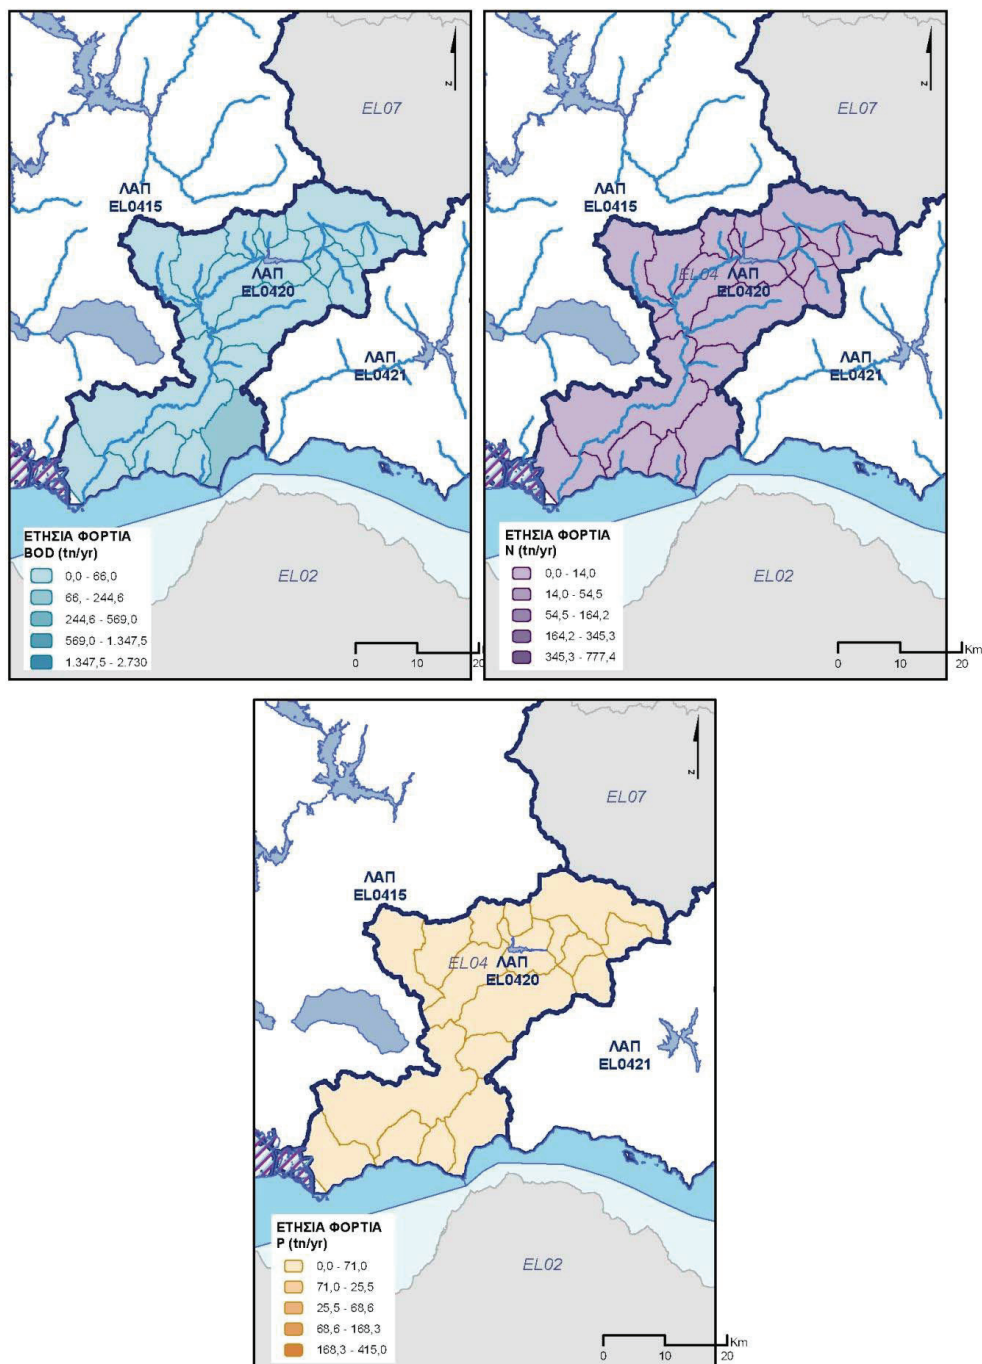 EL07
ΛΑΠ
EL0415
ΛΑΠ
EL0420
ΛΑΠ
EL0421
ΕΤΗΣΙΑ ΦΟΡΤΙΑ
BOD (tn/yr)
0,0 - 66,0
66,- 244,6
244,6 - 569,0
569,0 - 1.347,5
1.347,5 - 2.730
EL02
0 10 20
z
EL07
ΛΑΠ
EL0415
EL04
ΛΑΠ
EL0420
ΛΑΠ
EL0421
ΕΤΗΣΙΑ ΦΟΡΤΙΑ
N (tn/yr)
0,0 - 14,0
14,0 - 54,5
54,5 - 164,2
164,2 - 345,3
345,3 - 777,4
EL02
Km
0 10 20
z
EL07
ΛΑΠ
EL0415
EL04
ΛΑΠ
EL0420
ΛΑΠ
EL0421
ΕΤΗΣΙΑ ΦΟΡΤΙΑ
P (tn/yr)
0,0 - 71,0
71,0 - 25,5
25,5 - 68,6
68,6 - 168,3
168,3 - 415,0
EL02
Km
0 10 20
z